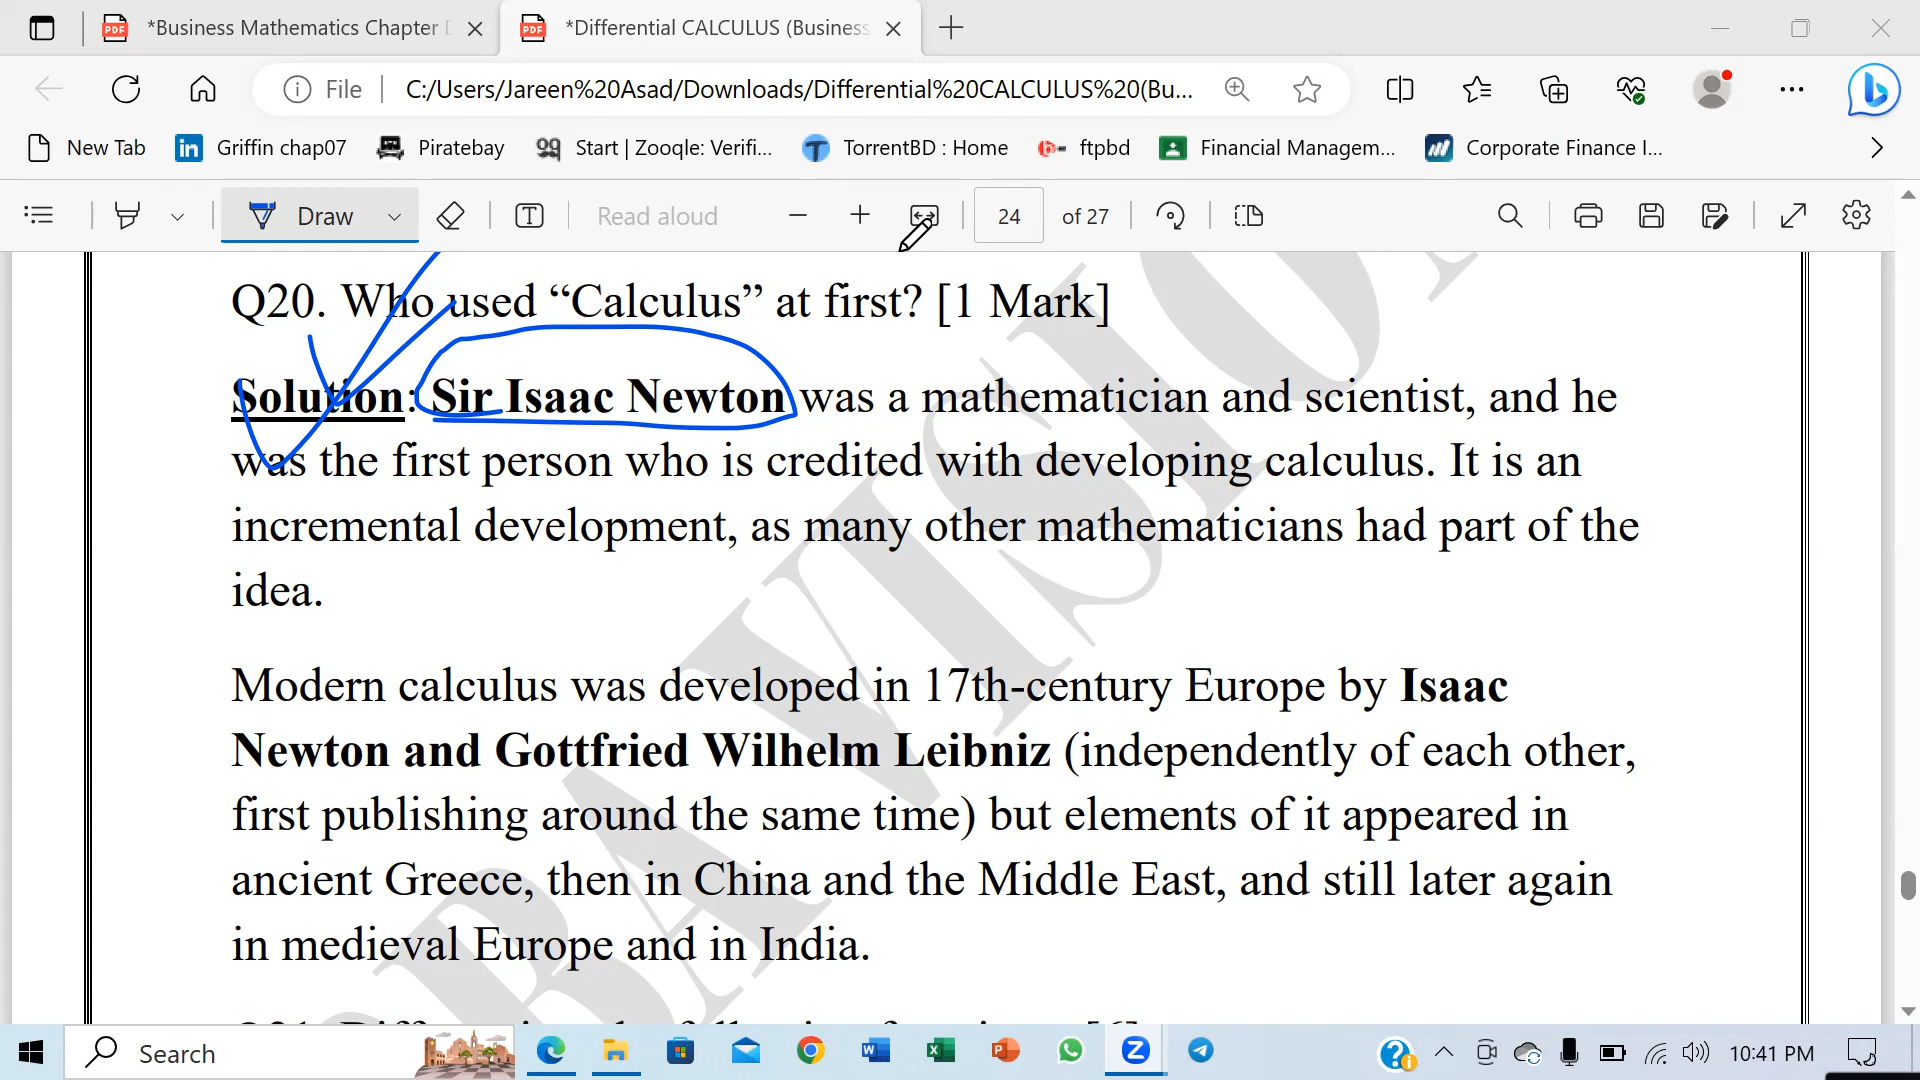 *Business Mathematics Chapter
*Differential CALCULUS (Business
File
C:/Users/Jareen%20Asad/Downloads/Differential%20CALCULUS%20(Bu...
New Tab
Griffin chap07
Piratebay
Start | Zooqle: Verifi...
TorrentBD : Home
ftpbd
Financial Managem...
Corporate Finance I...
Draw
Read aloud
24 of 27
Q20. Who used “Calculus” at first? [1 Mark]
Solution: Sir Isaac Newton was a mathematician and scientist, and he
was the first person who is credited with developing calculus. It is an
incremental development, as many other mathematicians had part of the
idea.
Modern calculus was developed in 17th-century Europe by Isaac
Newton and Gottfried Wilhelm Leibniz (independently of each other,
first publishing around the same time) but elements of it appeared in
ancient Greece, then in China and the Middle East, and still later again
in medieval Europe and in India.
Search
10:41 PM